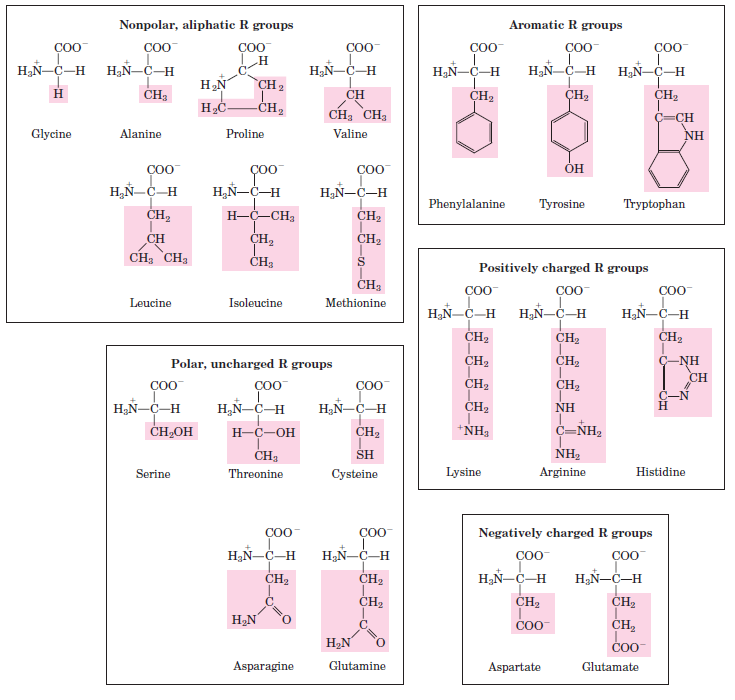 Nonpolar, aliphatic R groups
COO⁻ COO⁻ COO⁻ COO⁻
H₃N⁺—C—H H₃N⁺—C—H C H H₃N⁺—C—H
H CH₃ H₂N⁺ CH₂ CH
H₂C—CH₂ CH₃ CH₃
Glycine Alanine Proline Valine
COO⁻ COO⁻ COO⁻
H₃N⁺—C—H H₃N⁺—C—H H₃N⁺—C—H
CH₂ H—C—CH₃ CH₂
CH CH₂ CH₂
CH₃ CH₃ CH₃ S
CH₃
Leucine Isoleucine Methionine
Aromatic R groups
COO⁻ COO⁻ COO⁻
H₃N⁺—C—H H₃N⁺—C—H H₃N⁺—C—H
CH₂ CH₂ CH₂
C=CH
NH
OH
Phenylalanine Tyrosine Tryptophan
Positively charged R groups
COO⁻ COO⁻ COO⁻
H₃N⁺—C—H H₃N⁺—C—H H₃N⁺—C—H
CH₂ CH₂ CH₂
CH₂ CH₂ C—NH
CH₂ CH₂ CH
CH₂ NH C—N
⁺NH₃ C=N⁺H₂ H
NH₂
Lysine Arginine Histidine
Polar, uncharged R groups
COO⁻ COO⁻ COO⁻
H₃N⁺—C—H H₃N⁺—C—H H₃N⁺—C—H
CH₂OH H—C—OH CH₂
CH₃ SH
Serine Threonine Cysteine
COO⁻ COO⁻
H₃N⁺—C—H H₃N⁺—C—H
CH₂ CH₂
C CH₂
H₂N O C
H₂N O
Asparagine Glutamine
Negatively charged R groups
COO⁻ COO⁻
H₃N⁺—C—H H₃N⁺—C—H
CH₂ CH₂
COO⁻ CH₂
COO⁻
Aspartate Glutamate